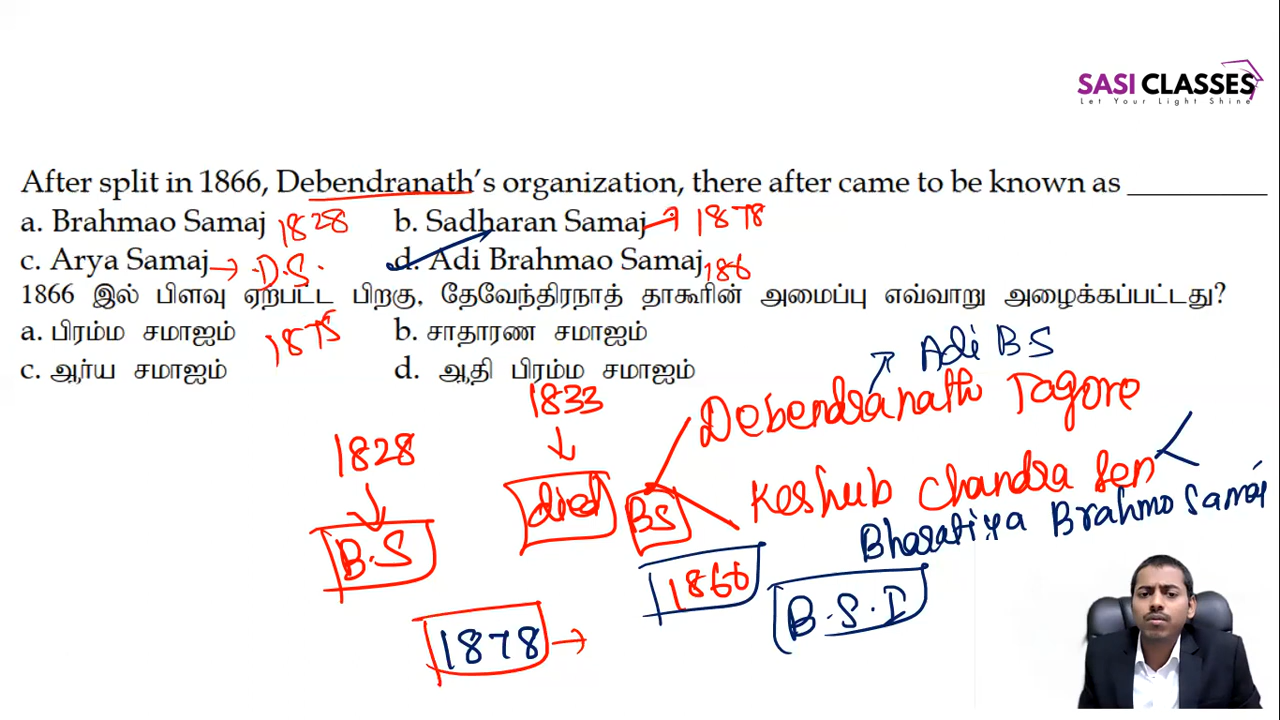 SASI CLASSES
Let Your Light Shine
After split in 1866, Debendranath's organization, there after came to be known as __________
a. Brahmao Samaj 1828 b. Sadharan Samaj → 1878
c. Arya Samaj → D.S. d. Adi Brahmao Samaj 186
1866 இல் பிளவு ஏற்பட்ட பிறகு, தேவேந்திரநாத் தாகூரின் அமைப்பு எவ்வாறு அழைக்கப்பட்டது?
a. பிரம்ம சமாஜம் 1875 b. சாதாரண சமாஜம்
c. ஆர்ய சமாஜம் d. ஆதி பிரம்ம சமாஜம்
Adi B.S
1833 Debendranath Tagore
1828 Keshub Chandra Sen
died BS Bharatiya Brahmo Samaj
B.S 1866 B.S.I
1878 →